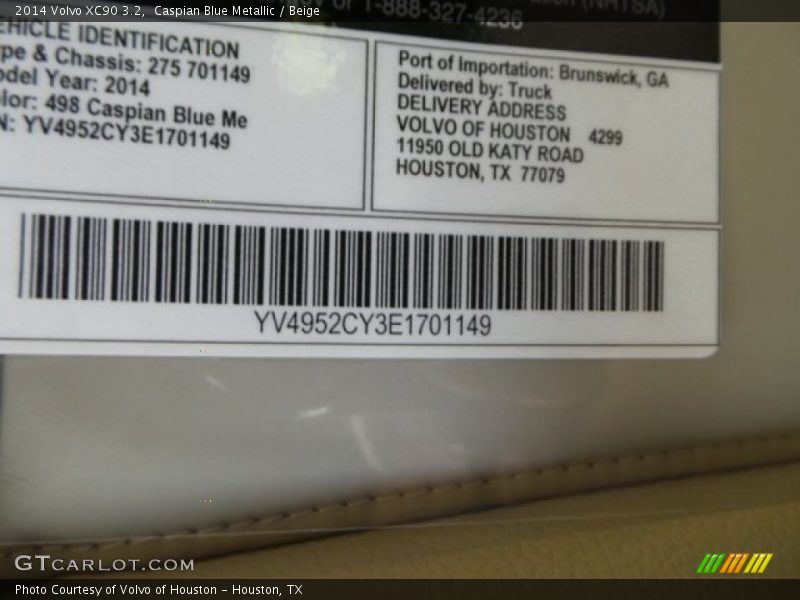 2014 Volvo XC90 3.2, Caspian Blue Metallic / Beige
or 1-888-327-4236
(NHTSA)
EHICLE IDENTIFICATION
pe & Chassis: 275 701149
odel Year: 2014
olor: 498 Caspian Blue Me
N: YV4952CY3E1701149
Port of Importation: Brunswick, GA
Delivered by: Truck
DELIVERY ADDRESS
VOLVO OF HOUSTON 4299
11950 OLD KATY ROAD
HOUSTON, TX 77079
YV4952CY3E1701149
GTCARLOT.COM
Photo Courtesy of Volvo of Houston - Houston, TX